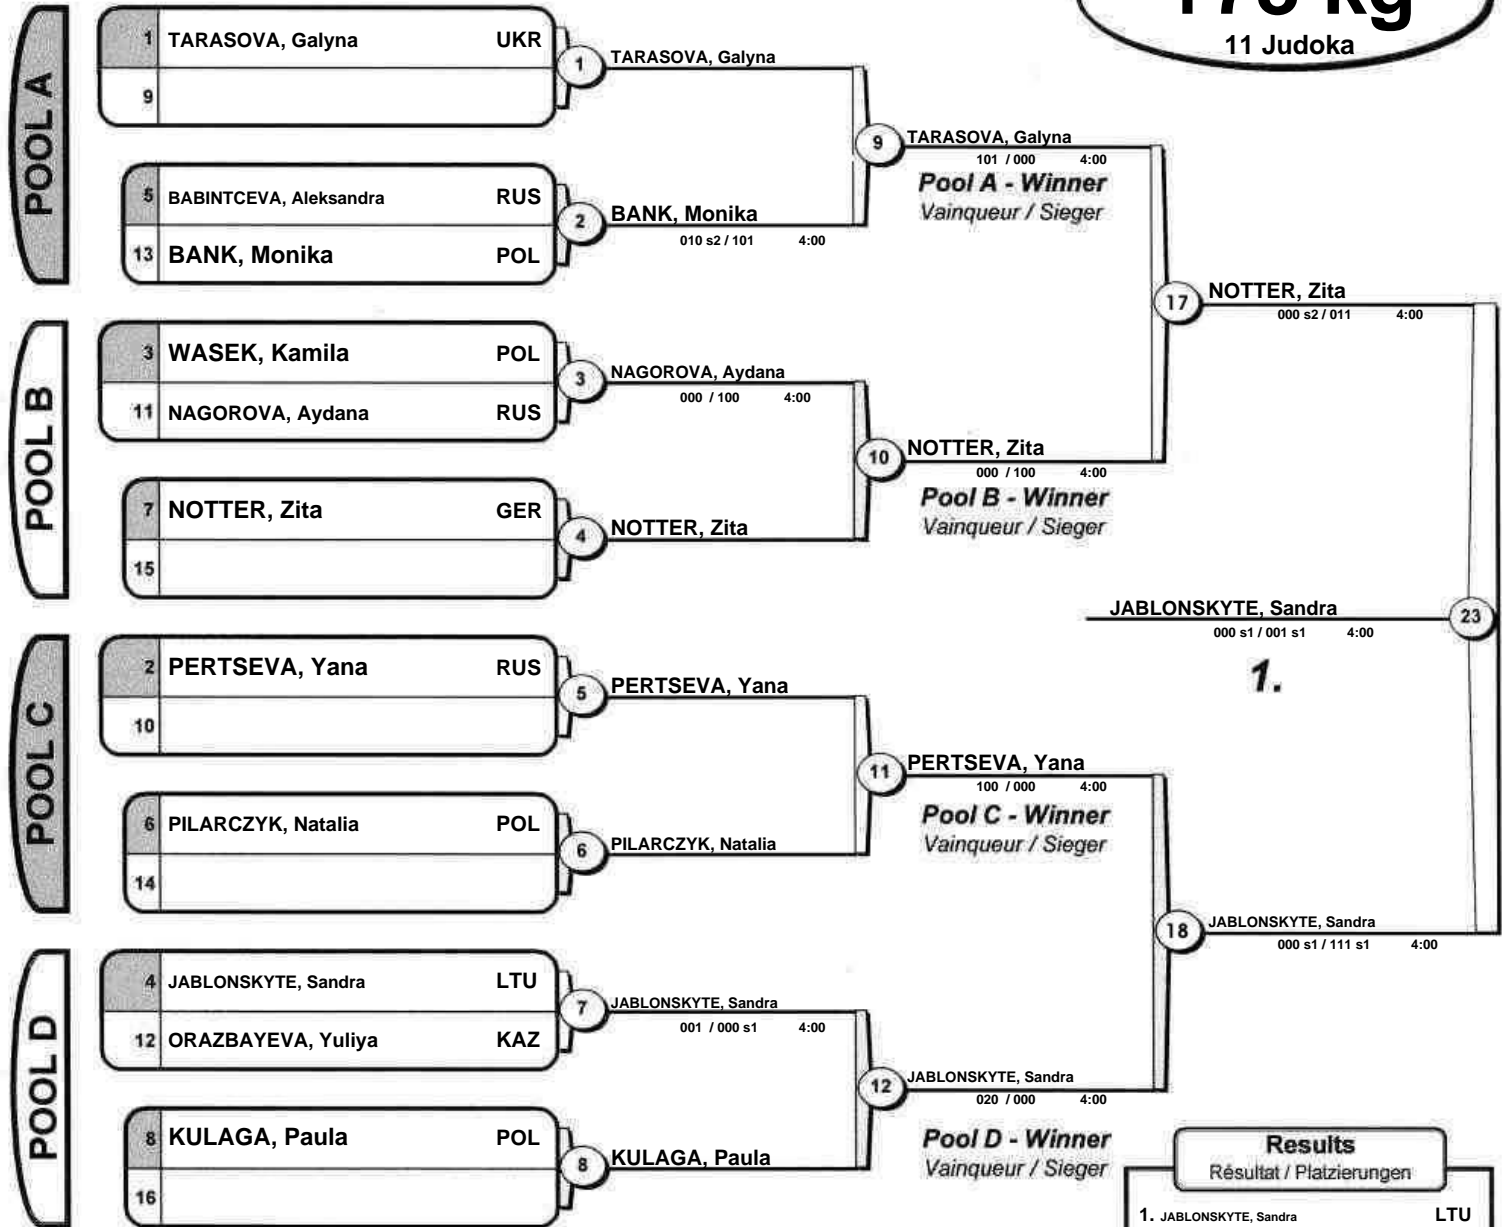 11 Judoka
POOL A
1 TARASOVA, Galyna UKR
9
1 TARASOVA, Galyna
5 BABINTCEVA, Aleksandra RUS
13 BANK, Monika POL
2 BANK, Monika
010 s2 / 101 4:00
9 TARASOVA, Galyna
101 / 000 4:00
Pool A - Winner
Vainqueur / Sieger
POOL B
3 WASEK, Kamila POL
11 NAGOROVA, Aydana RUS
3 NAGOROVA, Aydana
000 / 100 4:00
7 NOTTER, Zita GER
15
4 NOTTER, Zita
10 NOTTER, Zita
000 / 100 4:00
Pool B - Winner
Vainqueur / Sieger
17 NOTTER, Zita
000 s2 / 011 4:00
JABLONSKYTE, Sandra 23
000 s1 / 001 s1 4:00
1.
POOL C
2 PERTSEVA, Yana RUS
10
5 PERTSEVA, Yana
6 PILARCZYK, Natalia POL
14
6 PILARCZYK, Natalia
11 PERTSEVA, Yana
100 / 000 4:00
Pool C - Winner
Vainqueur / Sieger
18 JABLONSKYTE, Sandra
000 s1 / 111 s1 4:00
POOL D
4 JABLONSKYTE, Sandra LTU
12 ORAZBAYEVA, Yuliya KAZ
7 JABLONSKYTE, Sandra
001 / 000 s1 4:00
8 KULAGA, Paula POL
16
8 KULAGA, Paula
12 JABLONSKYTE, Sandra
020 / 000 4:00
Pool D - Winner
Vainqueur / Sieger
Results
Résultat / Platzierungen
1. JABLONSKYTE, Sandra LTU